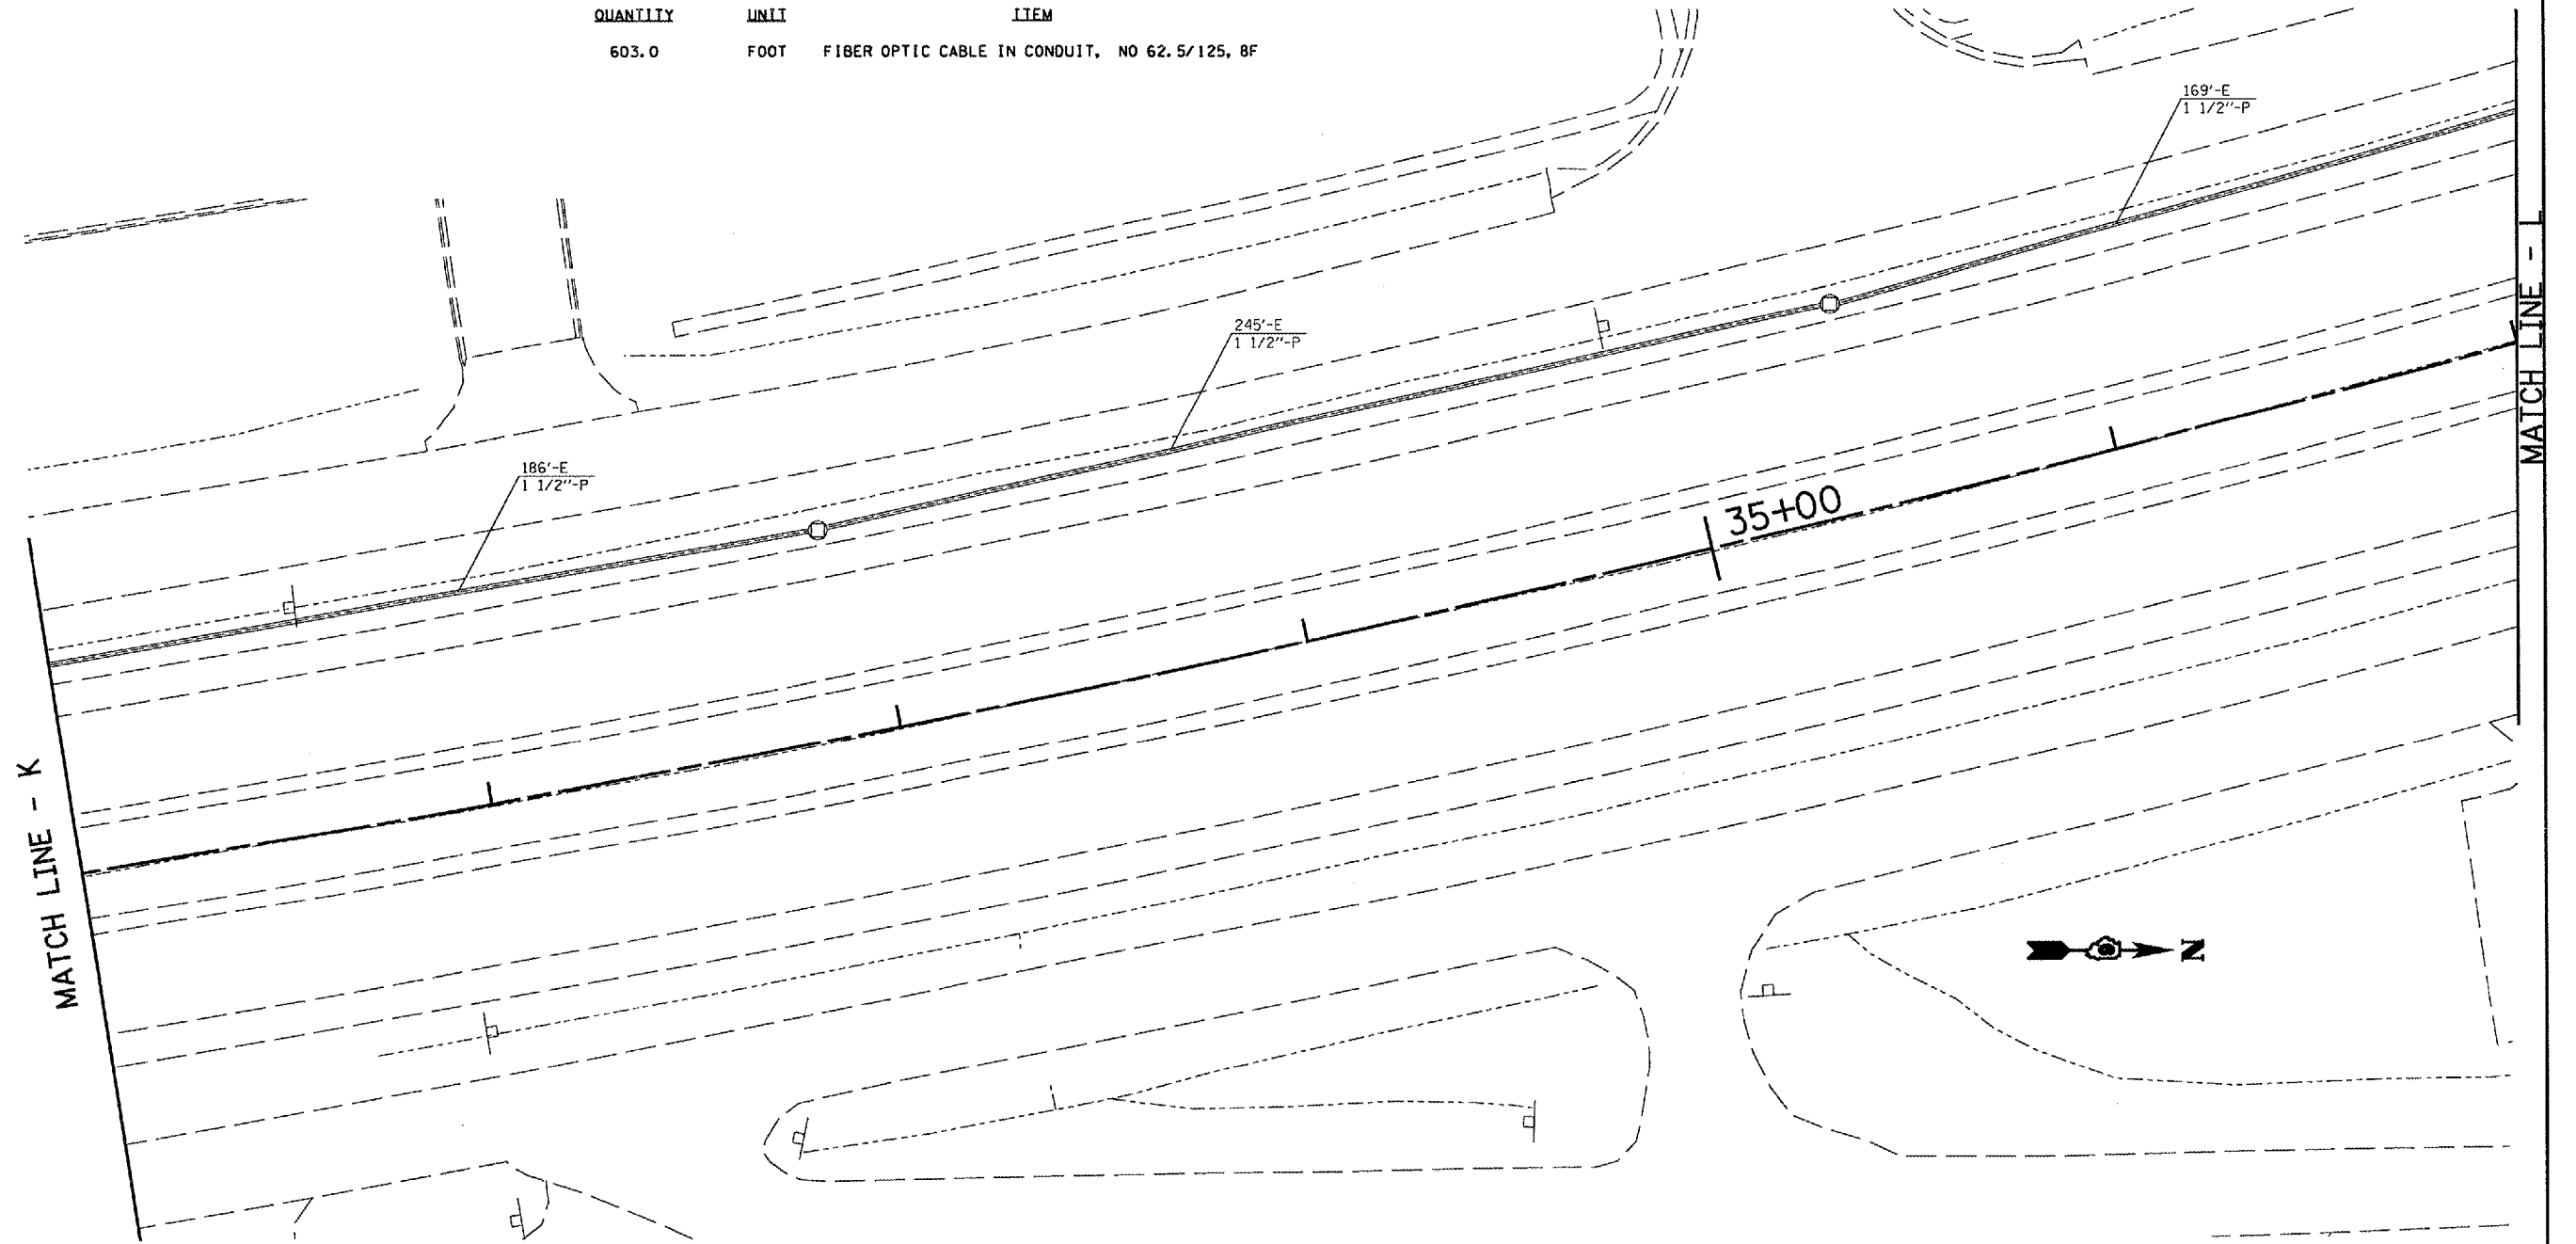 QUANTITY UNIT ITEM
603.0 FOOT FIBER OPTIC CABLE IN CONDUIT, NO 62.5/125, 8F
169'-E
1 1/2"-P
245'-E
1 1/2"-P
186'-E
1 1/2"-P
35+00
MATCH LINE - L
MATCH LINE - K
N